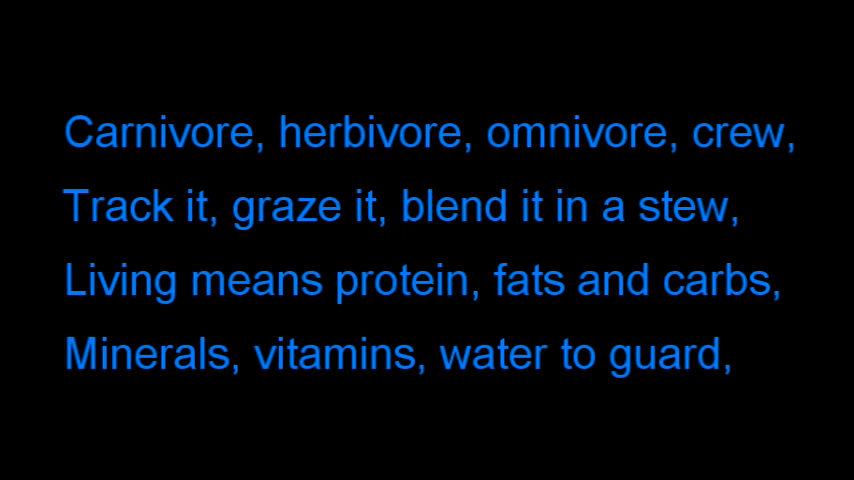 Carnivore, herbivore, omnivore, crew,
Track it, graze it, blend it in a stew,
Living means protein, fats and carbs,
Minerals, vitamins, water to guard,